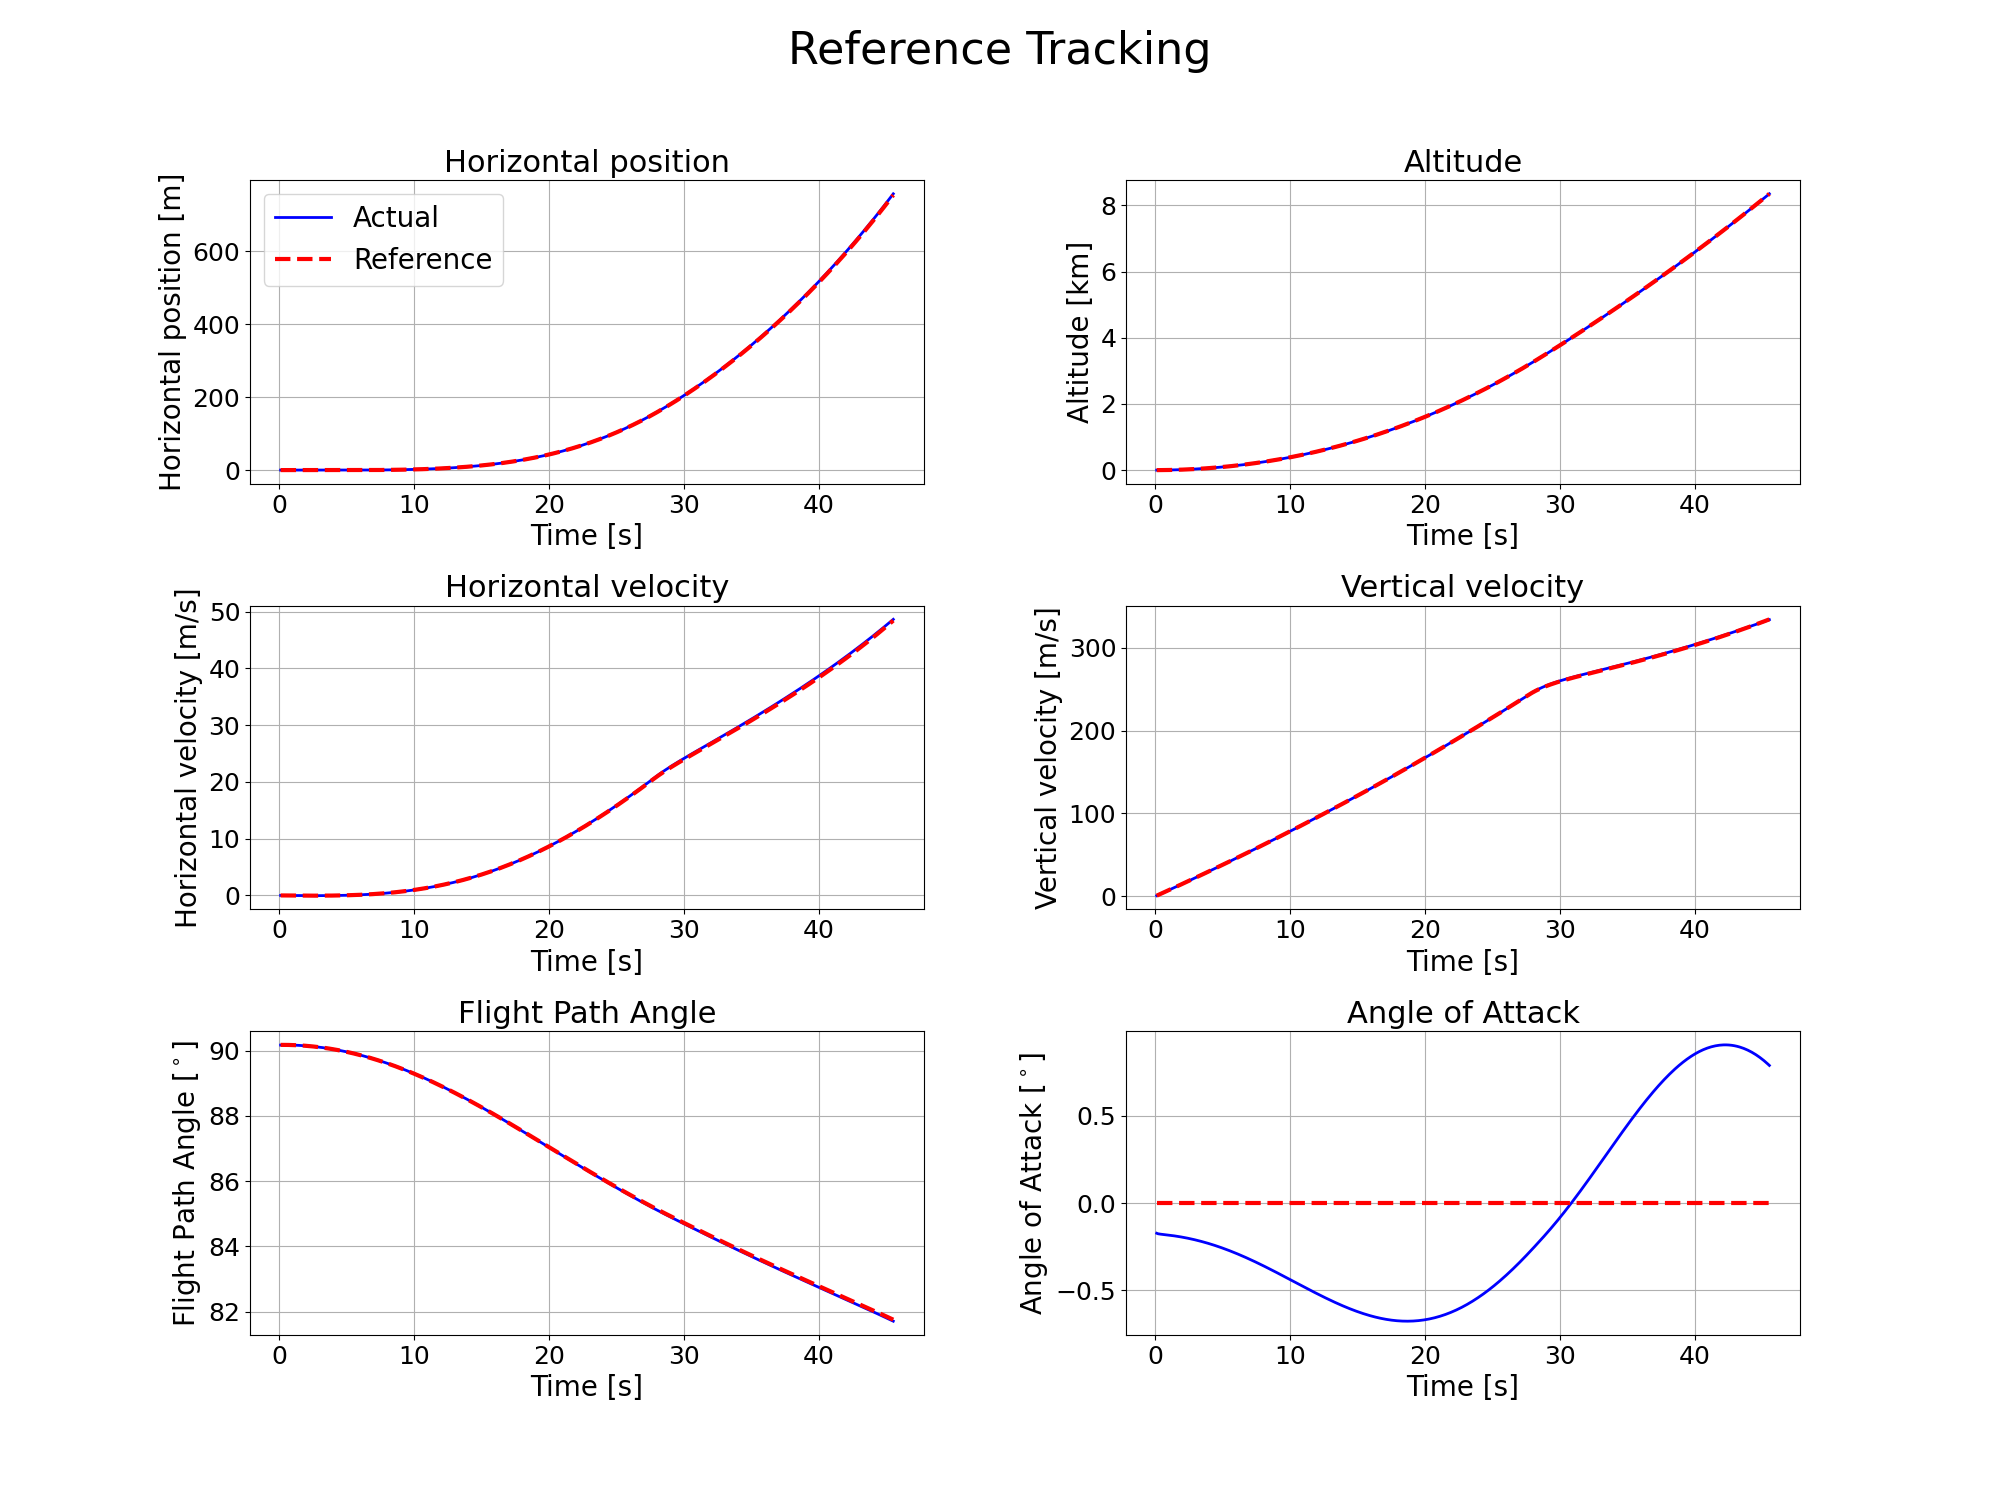 Reference Tracking
Horizontal position
Horizontal position [m]
600
400
200
0
Actual
Reference
0 10 20 30 40
Time [s]
Altitude
Altitude [km]
8
6
4
2
0
0 10 20 30 40
Time [s]
Horizontal velocity
Horizontal velocity [m/s]
50
40
30
20
10
0
0 10 20 30 40
Time [s]
Vertical velocity
Vertical velocity [m/s]
300
200
100
0
0 10 20 30 40
Time [s]
Flight Path Angle
Flight Path Angle [°]
90
88
86
84
82
0 10 20 30 40
Time [s]
Angle of Attack
Angle of Attack [°]
0.5
0.0
−0.5
0 10 20 30 40
Time [s]